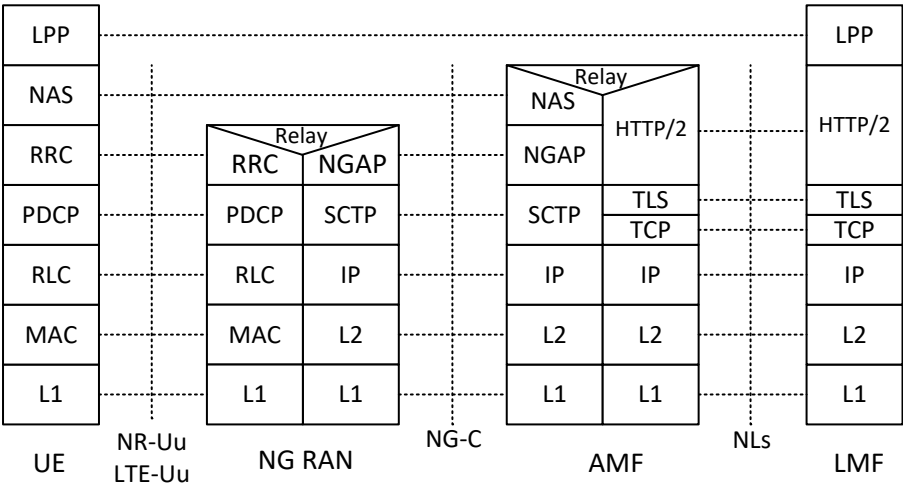 LPP LPP
Relay
NAS NAS HTTP/2 HTTP/2
Relay
RRC RRC NGAP NGAP
PDCP PDCP SCTP SCTP TLS TLS
TCP TCP
RLC RLC IP IP IP IP
MAC MAC L2 L2 L2 L2
L1 L1 L1 L1 L1 L1
NR-Uu NG-C NLs
LTE-Uu
UE NG RAN AMF LMF